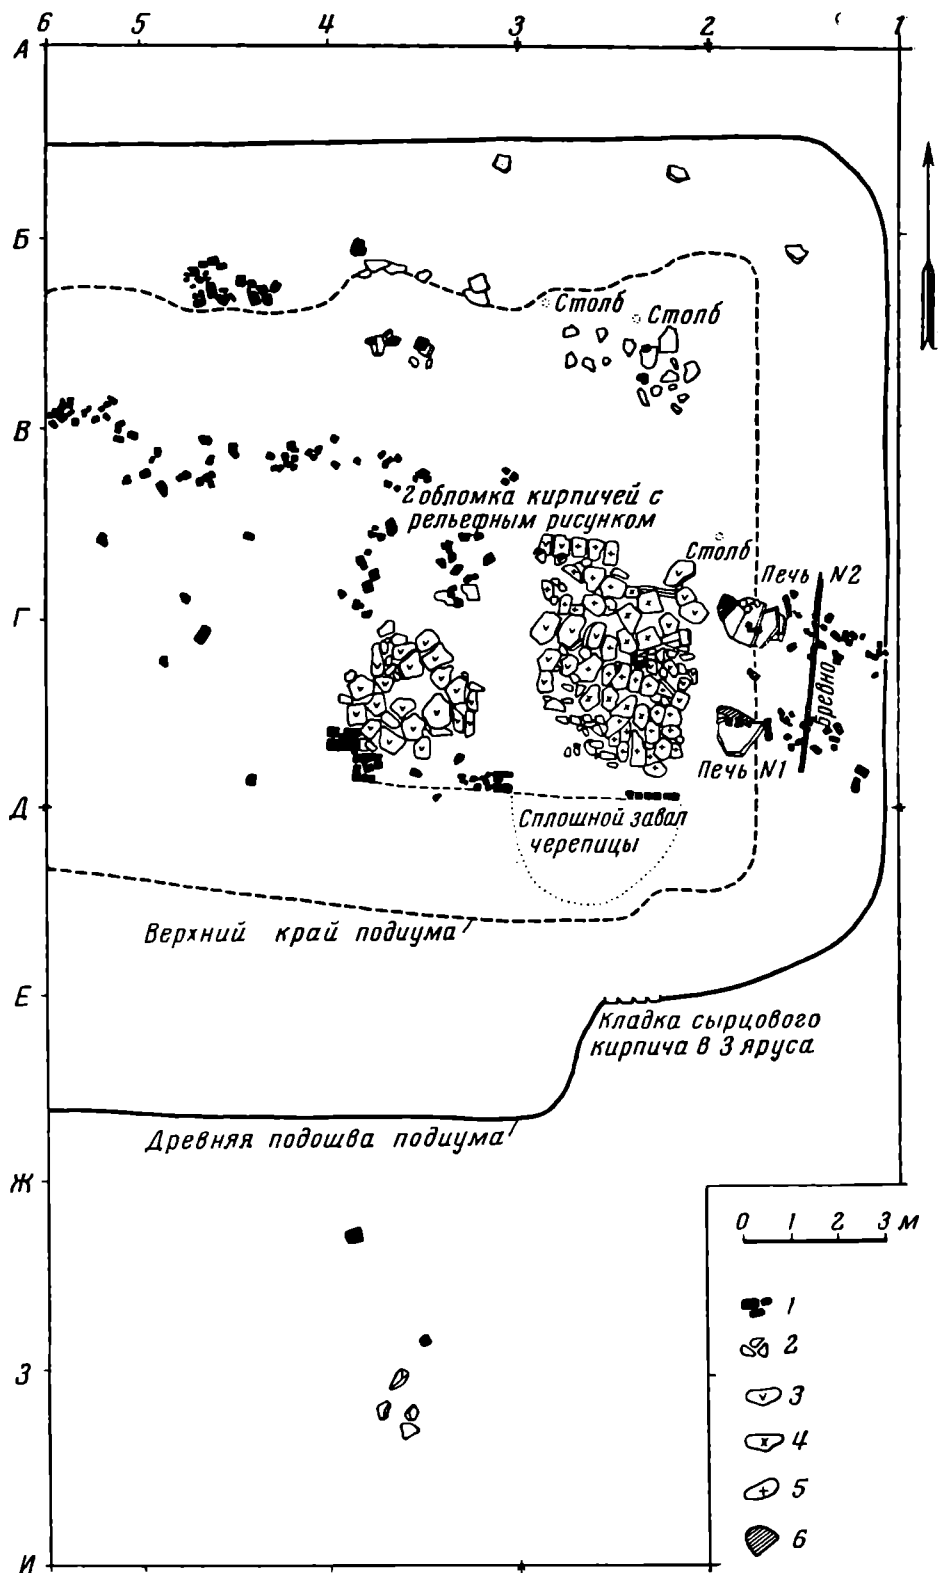 6 5 4 3 2 1
А
Б
Столб
Столб
В
2 обломка кирпичей с
рельефным рисунком
Столб
Печь N2
Г
бревно
Печь N1
Д
Сплошной завал
черепицы
Верхний край подиума
Е
Кладка сырцового
кирпича в 3 яруса
Древняя подошва подиума
Ж
0 1 2 3 м
1
2
З
3
4
5
6
И